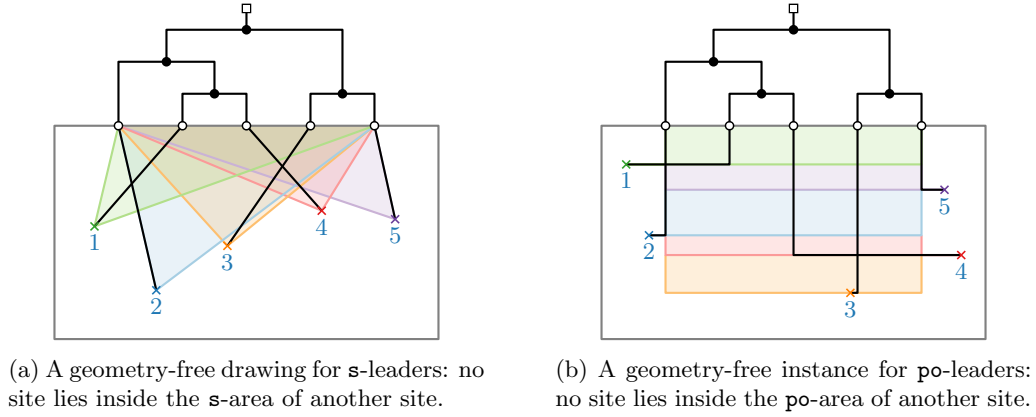 1
2
3
4
5
1
2
3
4
5
(a) A geometry-free drawing for s-leaders: no
site lies inside the s-area of another site.
(b) A geometry-free instance for po-leaders:
no site lies inside the po-area of another site.